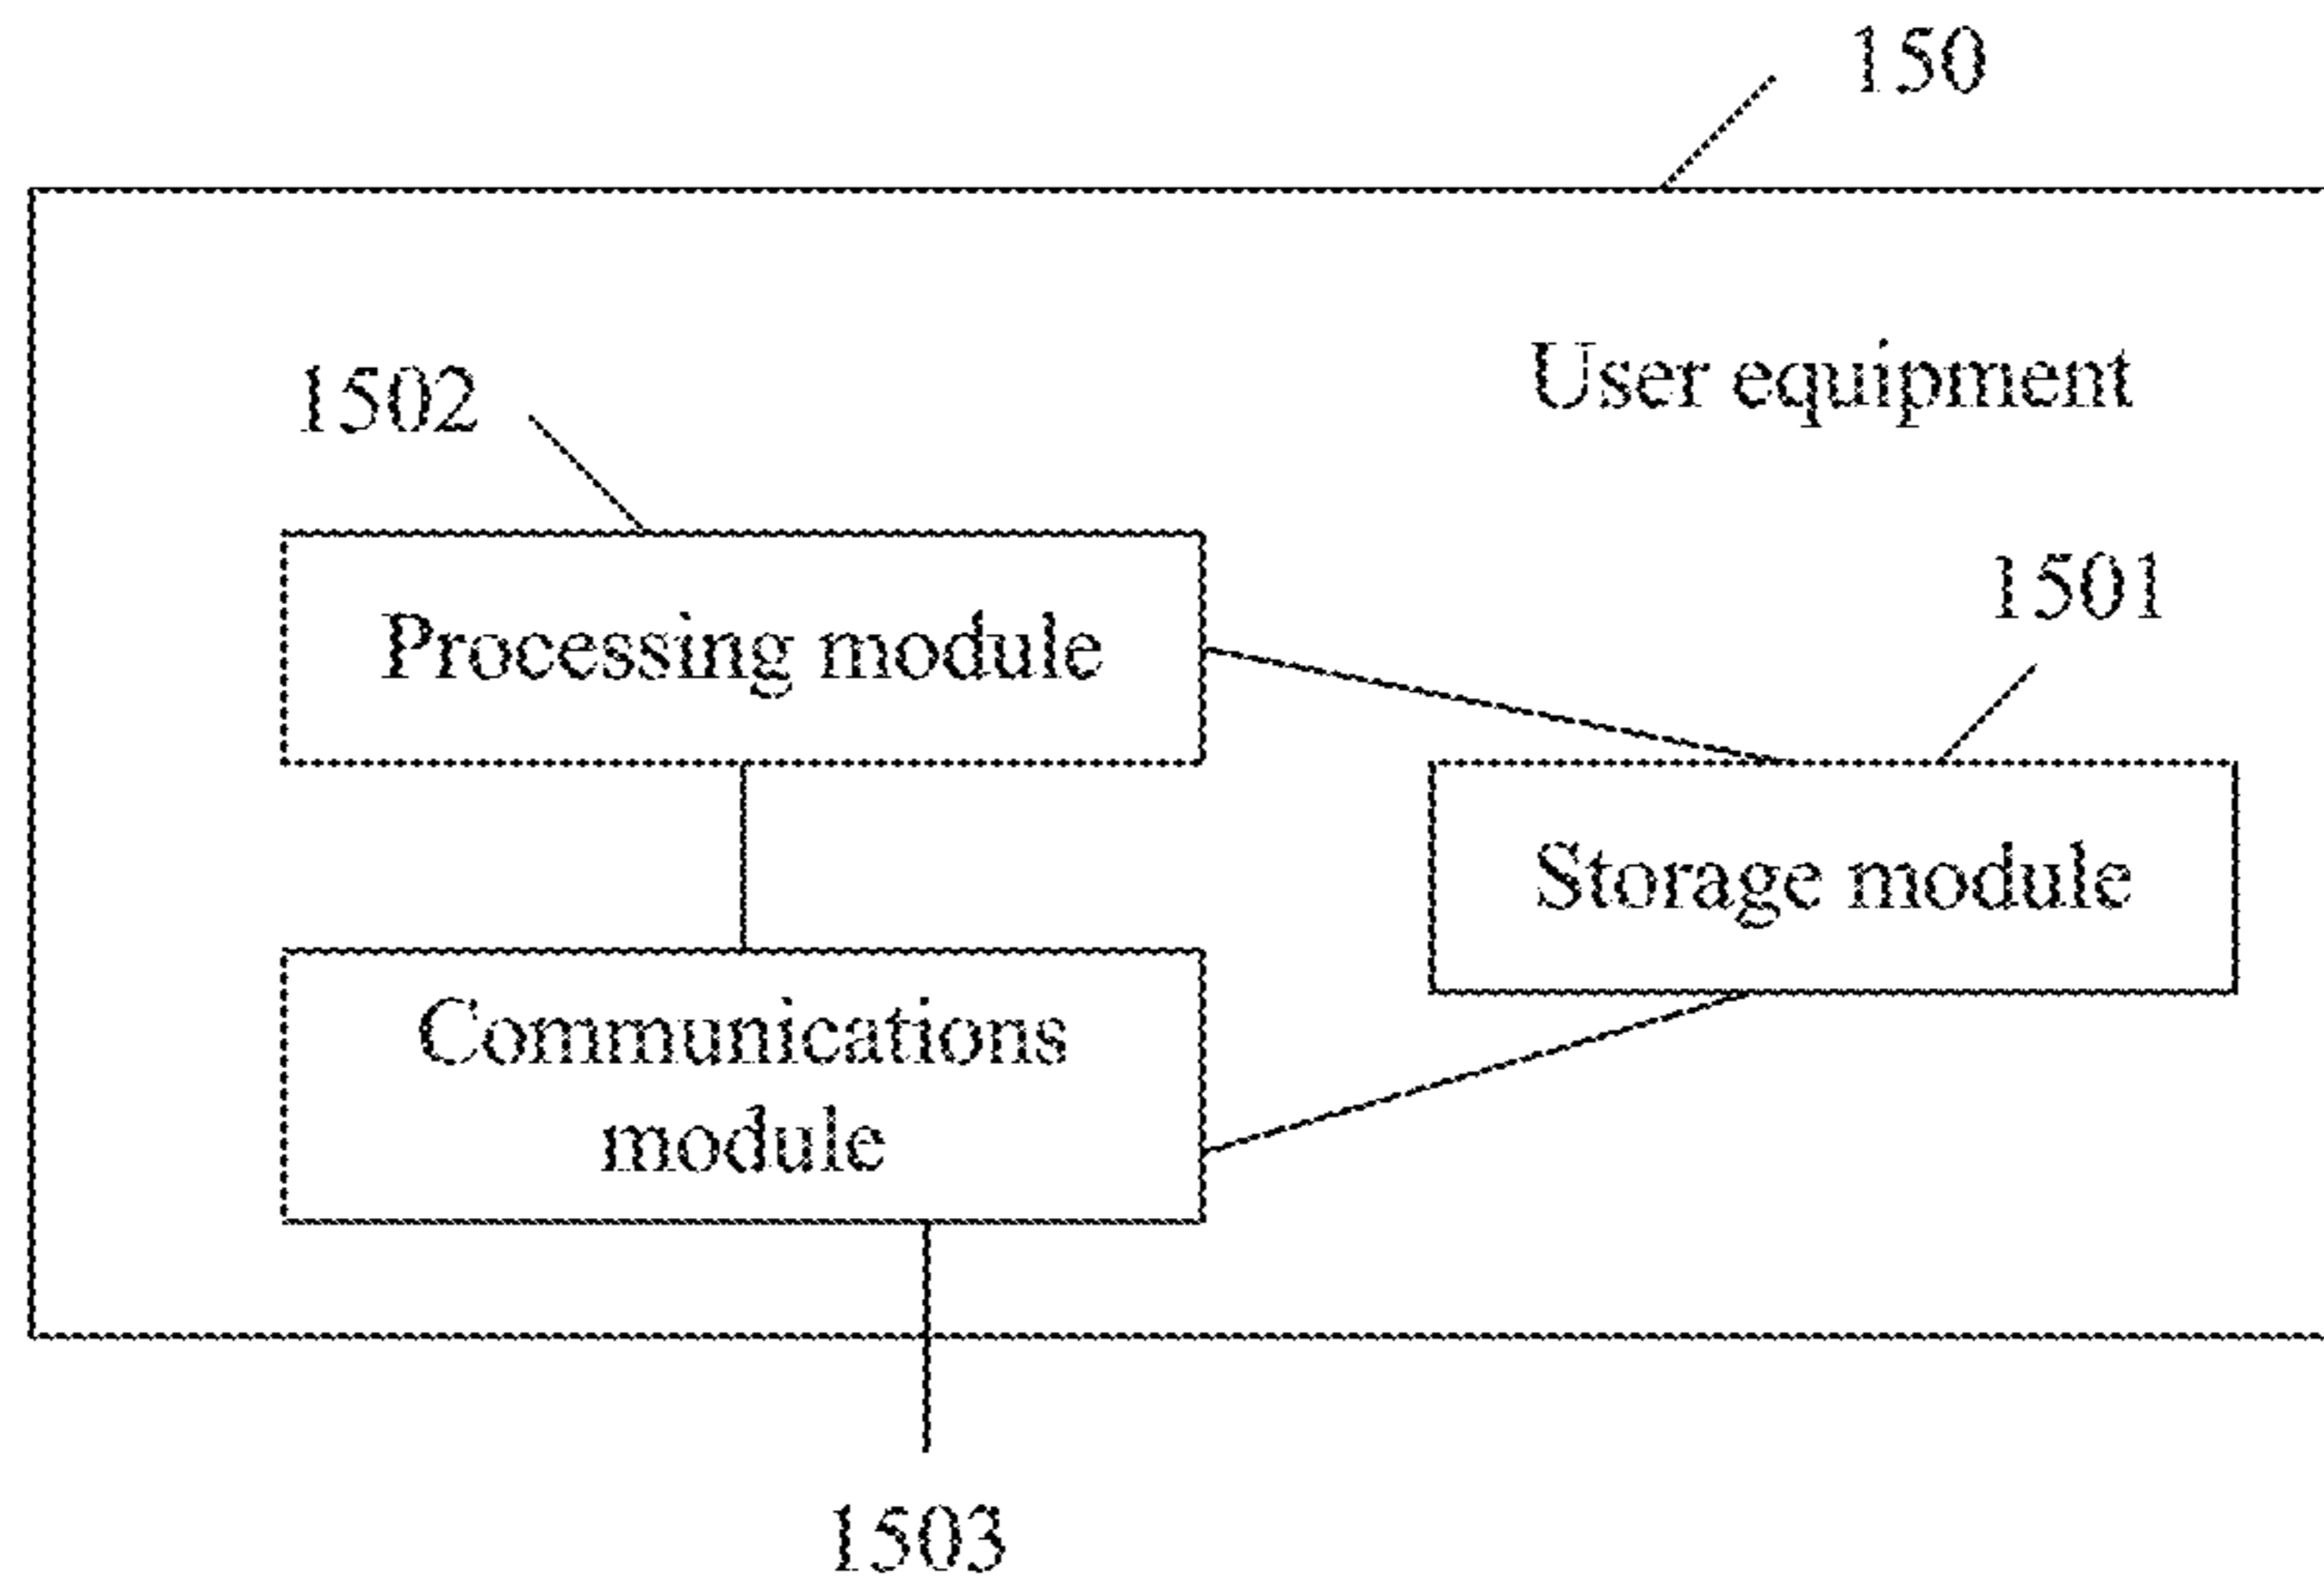 150
User equipment
1502
1501
Processing module
Storage module
Communications
module
1503